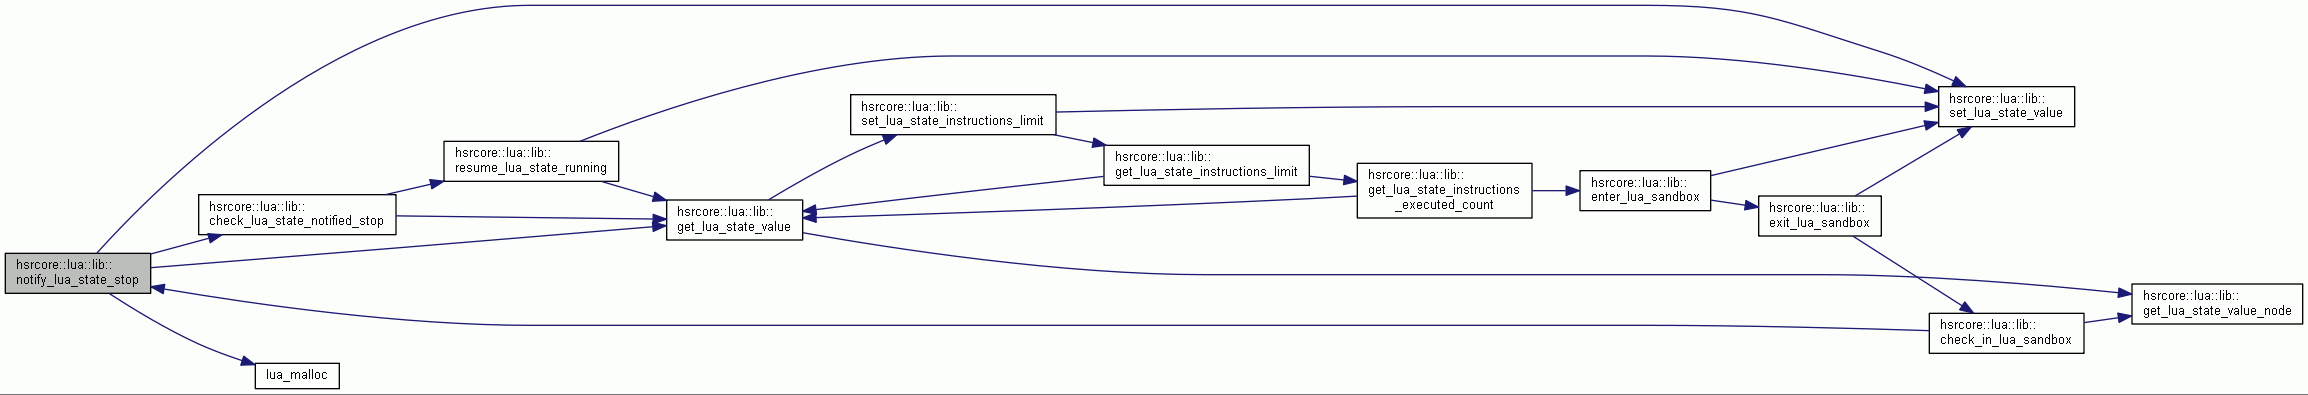 hsrcore::lua::lib::
set_lua_state_value
hsrcore::lua::lib::
set_lua_state_instructions_limit
hsrcore::lua::lib::
resume_lua_state_running
hsrcore::lua::lib::
get_lua_state_instructions_limit
hsrcore::lua::lib::
get_lua_state_instructions
_executed_count
hsrcore::lua::lib::
enter_lua_sandbox
hsrcore::lua::lib::
check_lua_state_notified_stop
hsrcore::lua::lib::
get_lua_state_value
hsrcore::lua::lib::
exit_lua_sandbox
hsrcore::lua::lib::
notify_lua_state_stop
hsrcore::lua::lib::
get_lua_state_value_node
hsrcore::lua::lib::
check_in_lua_sandbox
lua_malloc